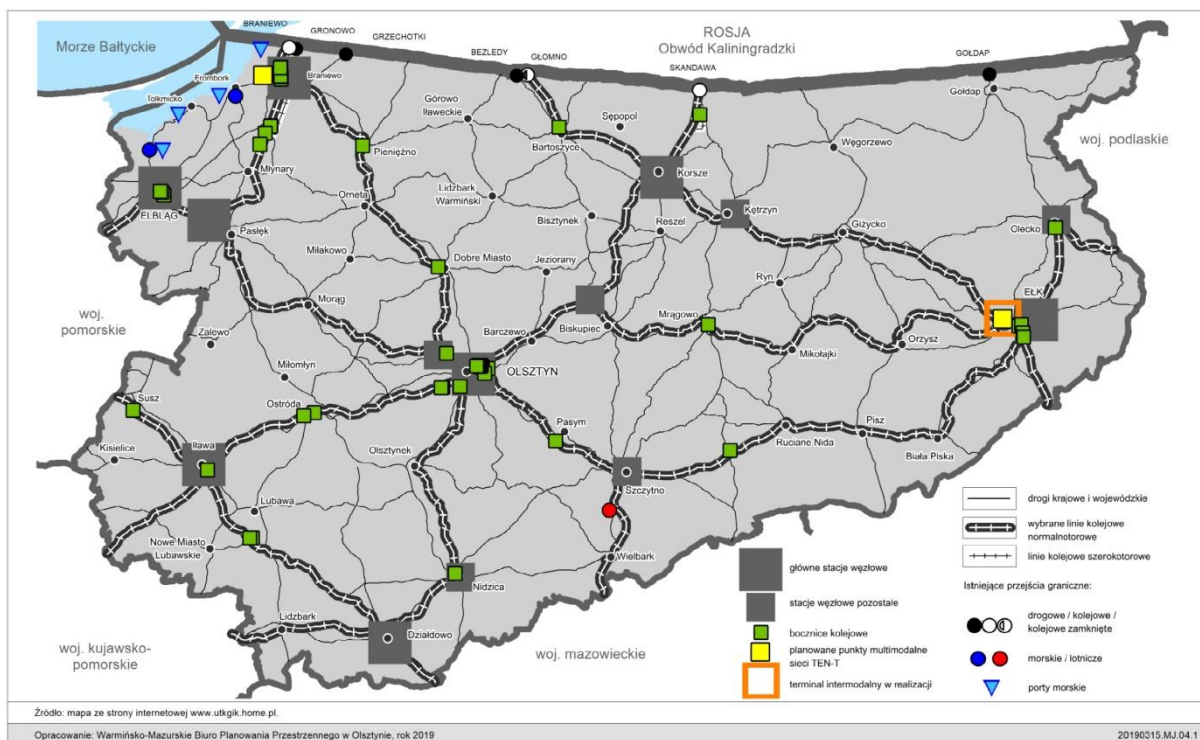 Morze Bałtyckie
BRANIEWO
GRONOWO
GRZECHOTKI
BEZLEDY
GŁOMNO
ROSJA
Obwód Kaliningradzki
SKANDAWA
GOŁDAP
Frombork
Braniewo
Tolkmicko
Górowo
Iławeckie
Sępopol
Gołdap
woj. podlaskie
Bartoszyce
Węgorzewo
Pieniężno
Młynary
Korsze
ELBLĄG
Orneta
Lidzbark
Warmiński
Bisztynek
Reszel
Kętrzyn
Giżycko
Olecko
Pasłęk
Miłakowo
Dobre Miasto
Jeziorany
Ryn
EŁK
woj.
pomorskie
Morąg
Zalewo
Barczewo
Biskupiec
Mrągowo
Mikołajki
Orzysz
Miłomłyn
OLSZTYN
Susz
Ostróda
Pasym
Ruciane Nida
Pisz
Biała Piska
Kisielice
Iława
Olsztynek
Szczytno
Lubawa
Nowe Miasto
Lubawskie
Wielbark
Nidzica
Lidzbark
Działdowo
woj. kujawsko-
pomorskie
woj. mazowieckie
główne stacje węzłowe
stacje węzłowe pozostałe
bocznice kolejowe
planowane punkty multimodalne
sieci TEN-T
terminal intermodalny w realizacji
drogi krajowe i wojewódzkie
wybrane linie kolejowe
normalnotorowe
linie kolejowe szerokotorowe
Istniejące przejścia graniczne:
drogowe / kolejowe /
kolejowe zamknięte
morskie / lotnicze
porty morskie
Źródło: mapa ze strony internetowej www.utkgik.home.pl.
Opracowanie: Warmińsko-Mazurskie Biuro Planowania Przestrzennego w Olsztynie, rok 2019
20190315.MJ.04.1